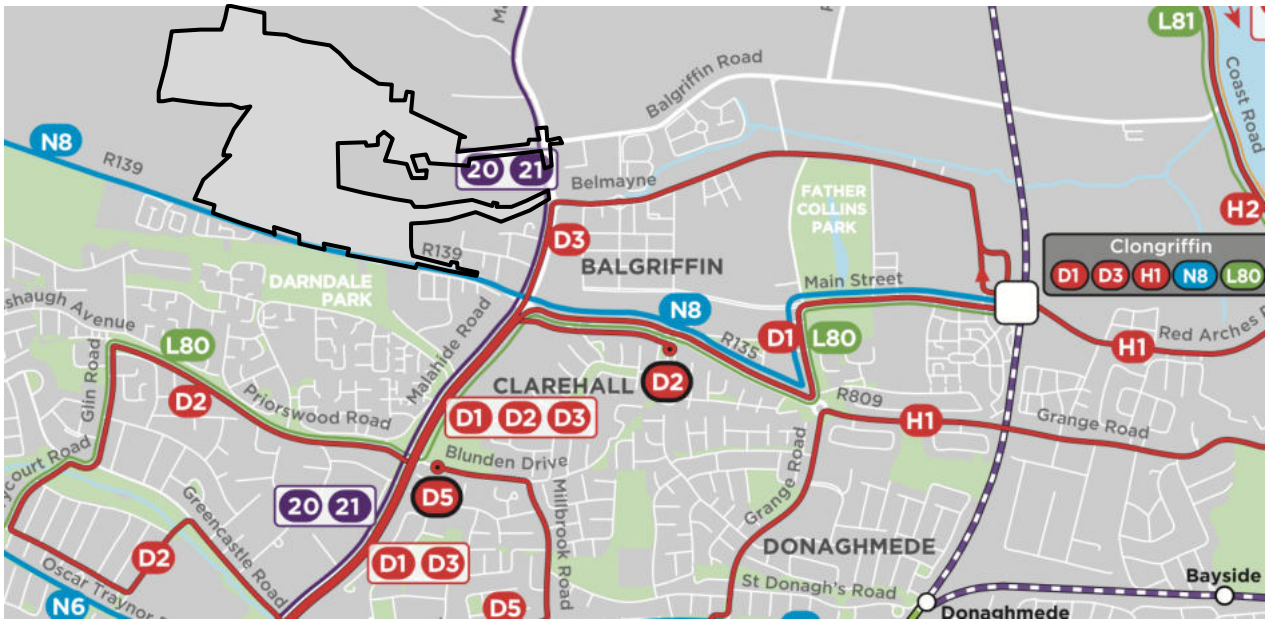 L81
Coast Road
Balgriffin Road
N8
R139
20 21
Belmayne
FATHER
COLLINS
PARK
H2
D3
R139
BALGRIFFIN
Clongriffin
D1 D3 H1 N8 L80
DARNDALE
PARK
Main Street
N8
D1
L80
R135
Avenue
L80
Malahide Road
H1
Red Arches
Glin Road
D2
Priorswood Road
CLAREHALL
D2
R809
H1
Grange Road
D1 D2 D3
Grange Road
Blunden Drive
D5
20 21
Greencastle Road
Millbrook Road
DONAGHMEDE
D2
D1 D3
Oscar Traynor
St Donagh's Road
Bayside
N6
D5
Donaghmede